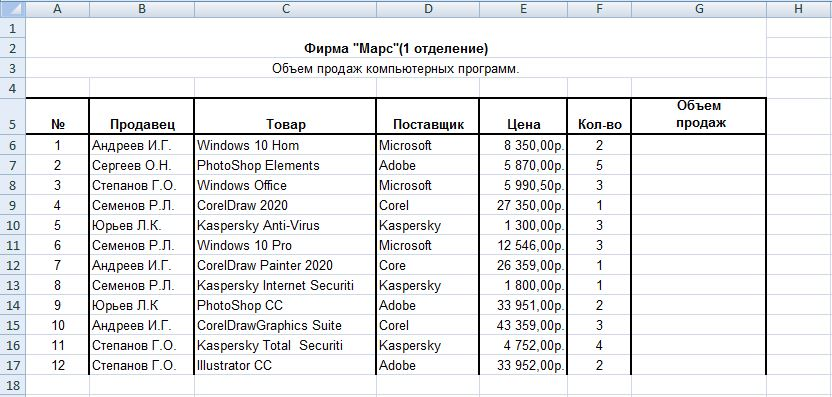 A B C D E F G H
1
2 Фирма "Марс"(1 отделение)
3 Объем продаж компьютерных программ.
4
5 № Продавец Товар Поставщик Цена Кол-во Объем продаж
6 1 Андреев И.Г. Windows 10 Hom Microsoft 8 350,00р. 2
7 2 Сергеев О.Н. PhotoShop Elements Adobe 5 870,00р. 5
8 3 Степанов Г.О. Windows Office Microsoft 5 990,50р. 3
9 4 Семенов Р.Л. CorelDraw 2020 Corel 27 350,00р. 1
10 5 Юрьев Л.К. Kaspersky Anti-Virus Kaspersky 1 300,00р. 3
11 6 Семенов Р.Л. Windows 10 Pro Microsoft 12 546,00р. 3
12 7 Андреев И.Г. CorelDraw Painter 2020 Core 26 359,00р. 1
13 8 Семенов Р.Л. Kaspersky Internet Securiti Kaspersky 1 800,00р. 1
14 9 Юрьев Л.К PhotoShop CC Adobe 33 951,00р. 2
15 10 Андреев И.Г. CorelDrawGraphics Suite Corel 43 359,00р. 3
16 11 Степанов Г.О. Kaspersky Total  Securiti Kaspersky 4 752,00р. 4
17 12 Степанов Г.О. Illustrator CC Adobe 33 952,00р. 2
18